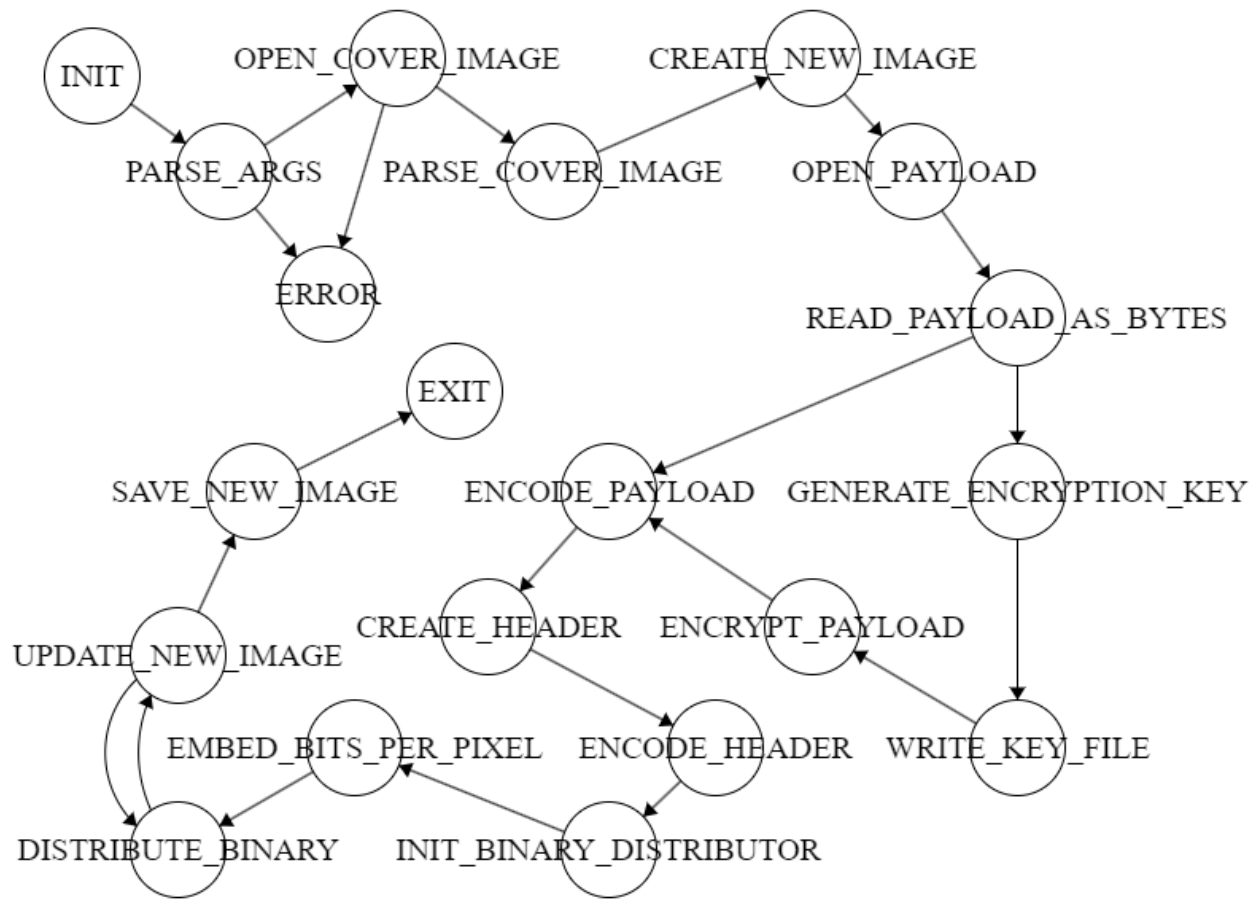 INIT
OPEN_COVER_IMAGE
CREATE_NEW_IMAGE
PARSE_ARGS
PARSE_COVER_IMAGE
OPEN_PAYLOAD
ERROR
READ_PAYLOAD_AS_BYTES
EXIT
SAVE_NEW_IMAGE
ENCODE_PAYLOAD
GENERATE_ENCRYPTION_KEY
CREATE_HEADER
ENCRYPT_PAYLOAD
UPDATE_NEW_IMAGE
EMBED_BITS_PER_PIXEL
ENCODE_HEADER
WRITE_KEY_FILE
DISTRIBUTE_BINARY
INIT_BINARY_DISTRIBUTOR